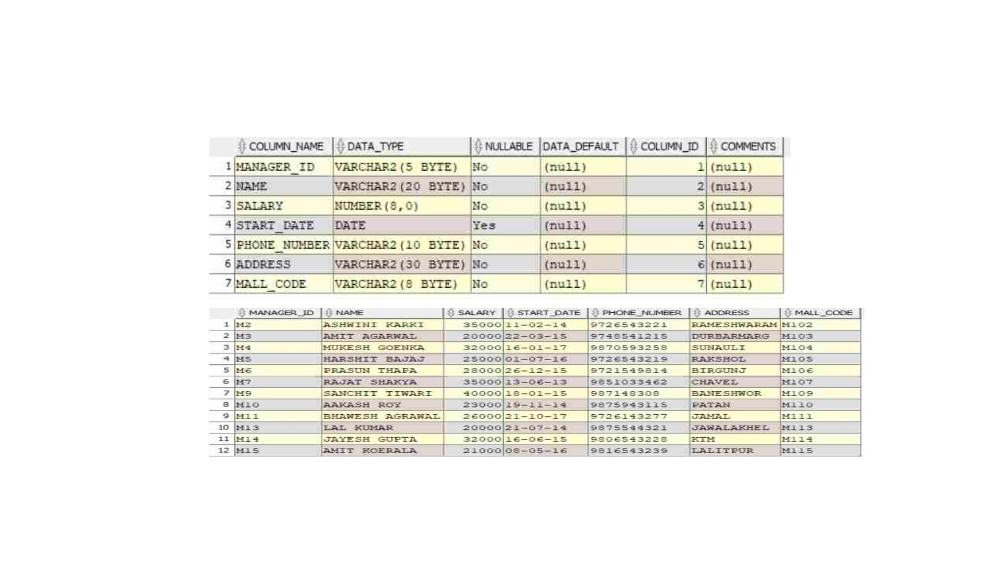 COLUMN_NAME DATA_TYPE NULLABLE DATA_DEFAULT COLUMN_ID COMMENTS
1 MANAGER_ID VARCHAR2(5 BYTE) No (null) 1 (null)
2 NAME VARCHAR2(20 BYTE) No (null) 2 (null)
3 SALARY NUMBER(8,0) No (null) 3 (null)
4 START_DATE DATE Yes (null) 4 (null)
5 PHONE_NUMBER VARCHAR2(10 BYTE) No (null) 5 (null)
6 ADDRESS VARCHAR2(30 BYTE) No (null) 6 (null)
7 MALL_CODE VARCHAR2(8 BYTE) No (null) 7 (null)
MANAGER_ID NAME SALARY START_DATE PHONE_NUMBER ADDRESS MALL_CODE
1 M2 ASHWINI KARKI 35000 11-02-14 9726543221 RAMESHWARAM M102
2 M3 AMIT AGARWAL 20000 22-03-15 9748541215 DURBARMARG M103
3 M4 MUKESH GOENKA 32000 16-01-17 9870593258 SUNAULI M104
4 M5 HARSHIT BAJAJ 25000 01-07-16 9726543219 RAKSHOL M105
5 M6 PRASUN THAPA 28000 26-12-15 9721549814 BIRGUNJ M106
6 M7 RAJAT SHAKYA 35000 13-06-13 9851033462 CHAVEL M107
7 M9 SANCHIT TIWARI 40000 18-01-15 987148308 BANESHWOR M109
8 M10 AAKASH ROY 23000 19-11-14 9875943115 PATAN M110
9 M11 BHAWESH AGRAWAL 26000 21-10-17 9726143277 JAMAL M111
10 M13 LAL KUMAR 20000 21-07-14 9875544321 JAWALAKHEL M113
11 M14 JAYESH GUPTA 32000 16-06-15 9806543228 KTM M114
12 M15 AMIT KOERALA 21000 08-05-16 9816543239 LALITPUR M115